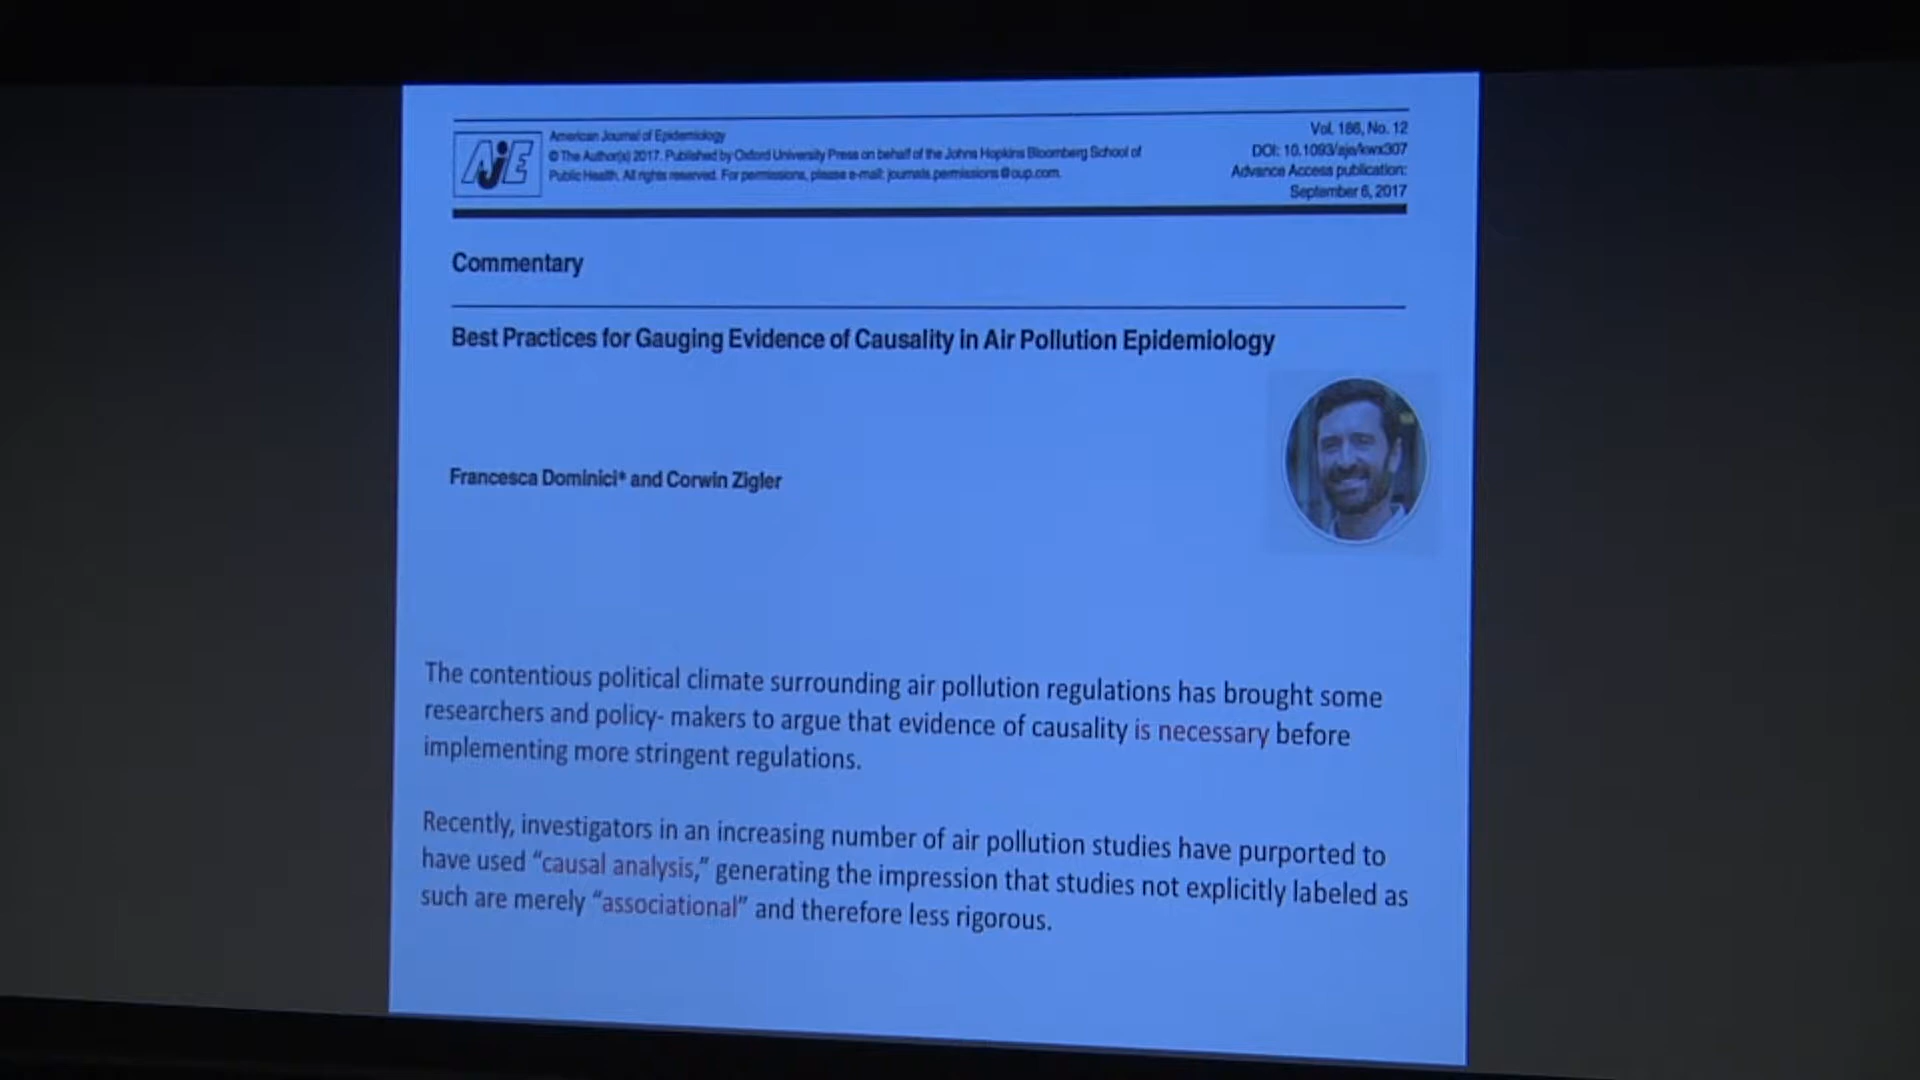 AJE
American Journal of Epidemiology
© The Author(s) 2017. Published by Oxford University Press on behalf of the Johns Hopkins Bloomberg School of
Public Health. All rights reserved. For permissions, please e-mail: journals.permissions@oup.com.
Vol. 186, No. 12
DOI: 10.1093/aje/kwx307
Advance Access publication:
September 6, 2017
Commentary
Best Practices for Gauging Evidence of Causality in Air Pollution Epidemiology
Francesca Dominici* and Corwin Zigler
The contentious political climate surrounding air pollution regulations has brought some
researchers and policy- makers to argue that evidence of causality is necessary before
implementing more stringent regulations.
Recently, investigators in an increasing number of air pollution studies have purported to
have used “causal analysis,” generating the impression that studies not explicitly labeled as
such are merely “associational” and therefore less rigorous.